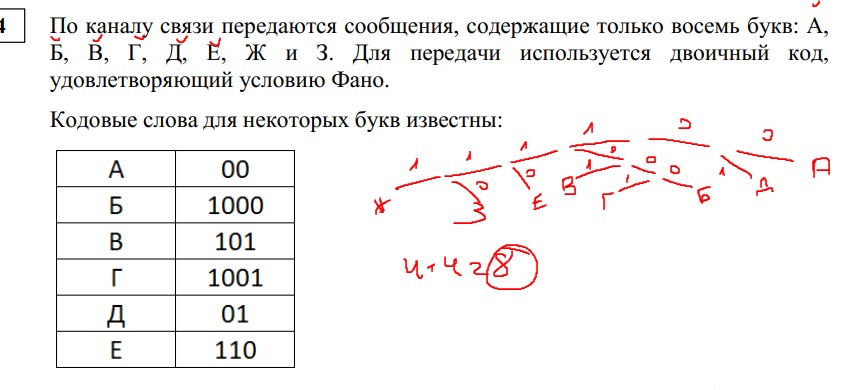 4
По каналу связи передаются сообщения, содержащие только восемь букв: А,
Б, В, Г, Д, Е, Ж и З. Для передачи используется двоичный код,
удовлетворяющий условию Фано.
Кодовые слова для некоторых букв известны:
А 00
Б 1000
В 101
Г 1001
Д 01
Е 110
1 1 1 1 0 0
0 0 1 0 0 1 А
Ж З Е В Г 1 0 Б Д
4+4=8